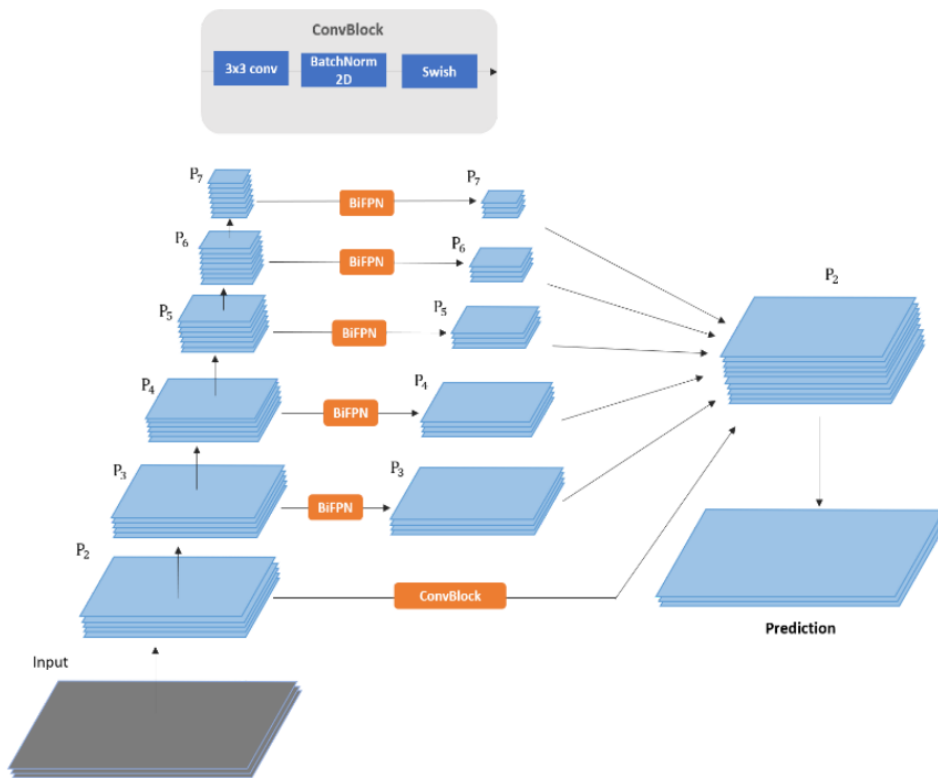 ConvBlock
3x3 conv
BatchNorm
2D
Swish
P7
BiFPN
P7
P6
BiFPN
P6
P5
BiFPN
P5
P2
P4
BiFPN
P4
P3
BiFPN
P3
P2
ConvBlock
Prediction
Input